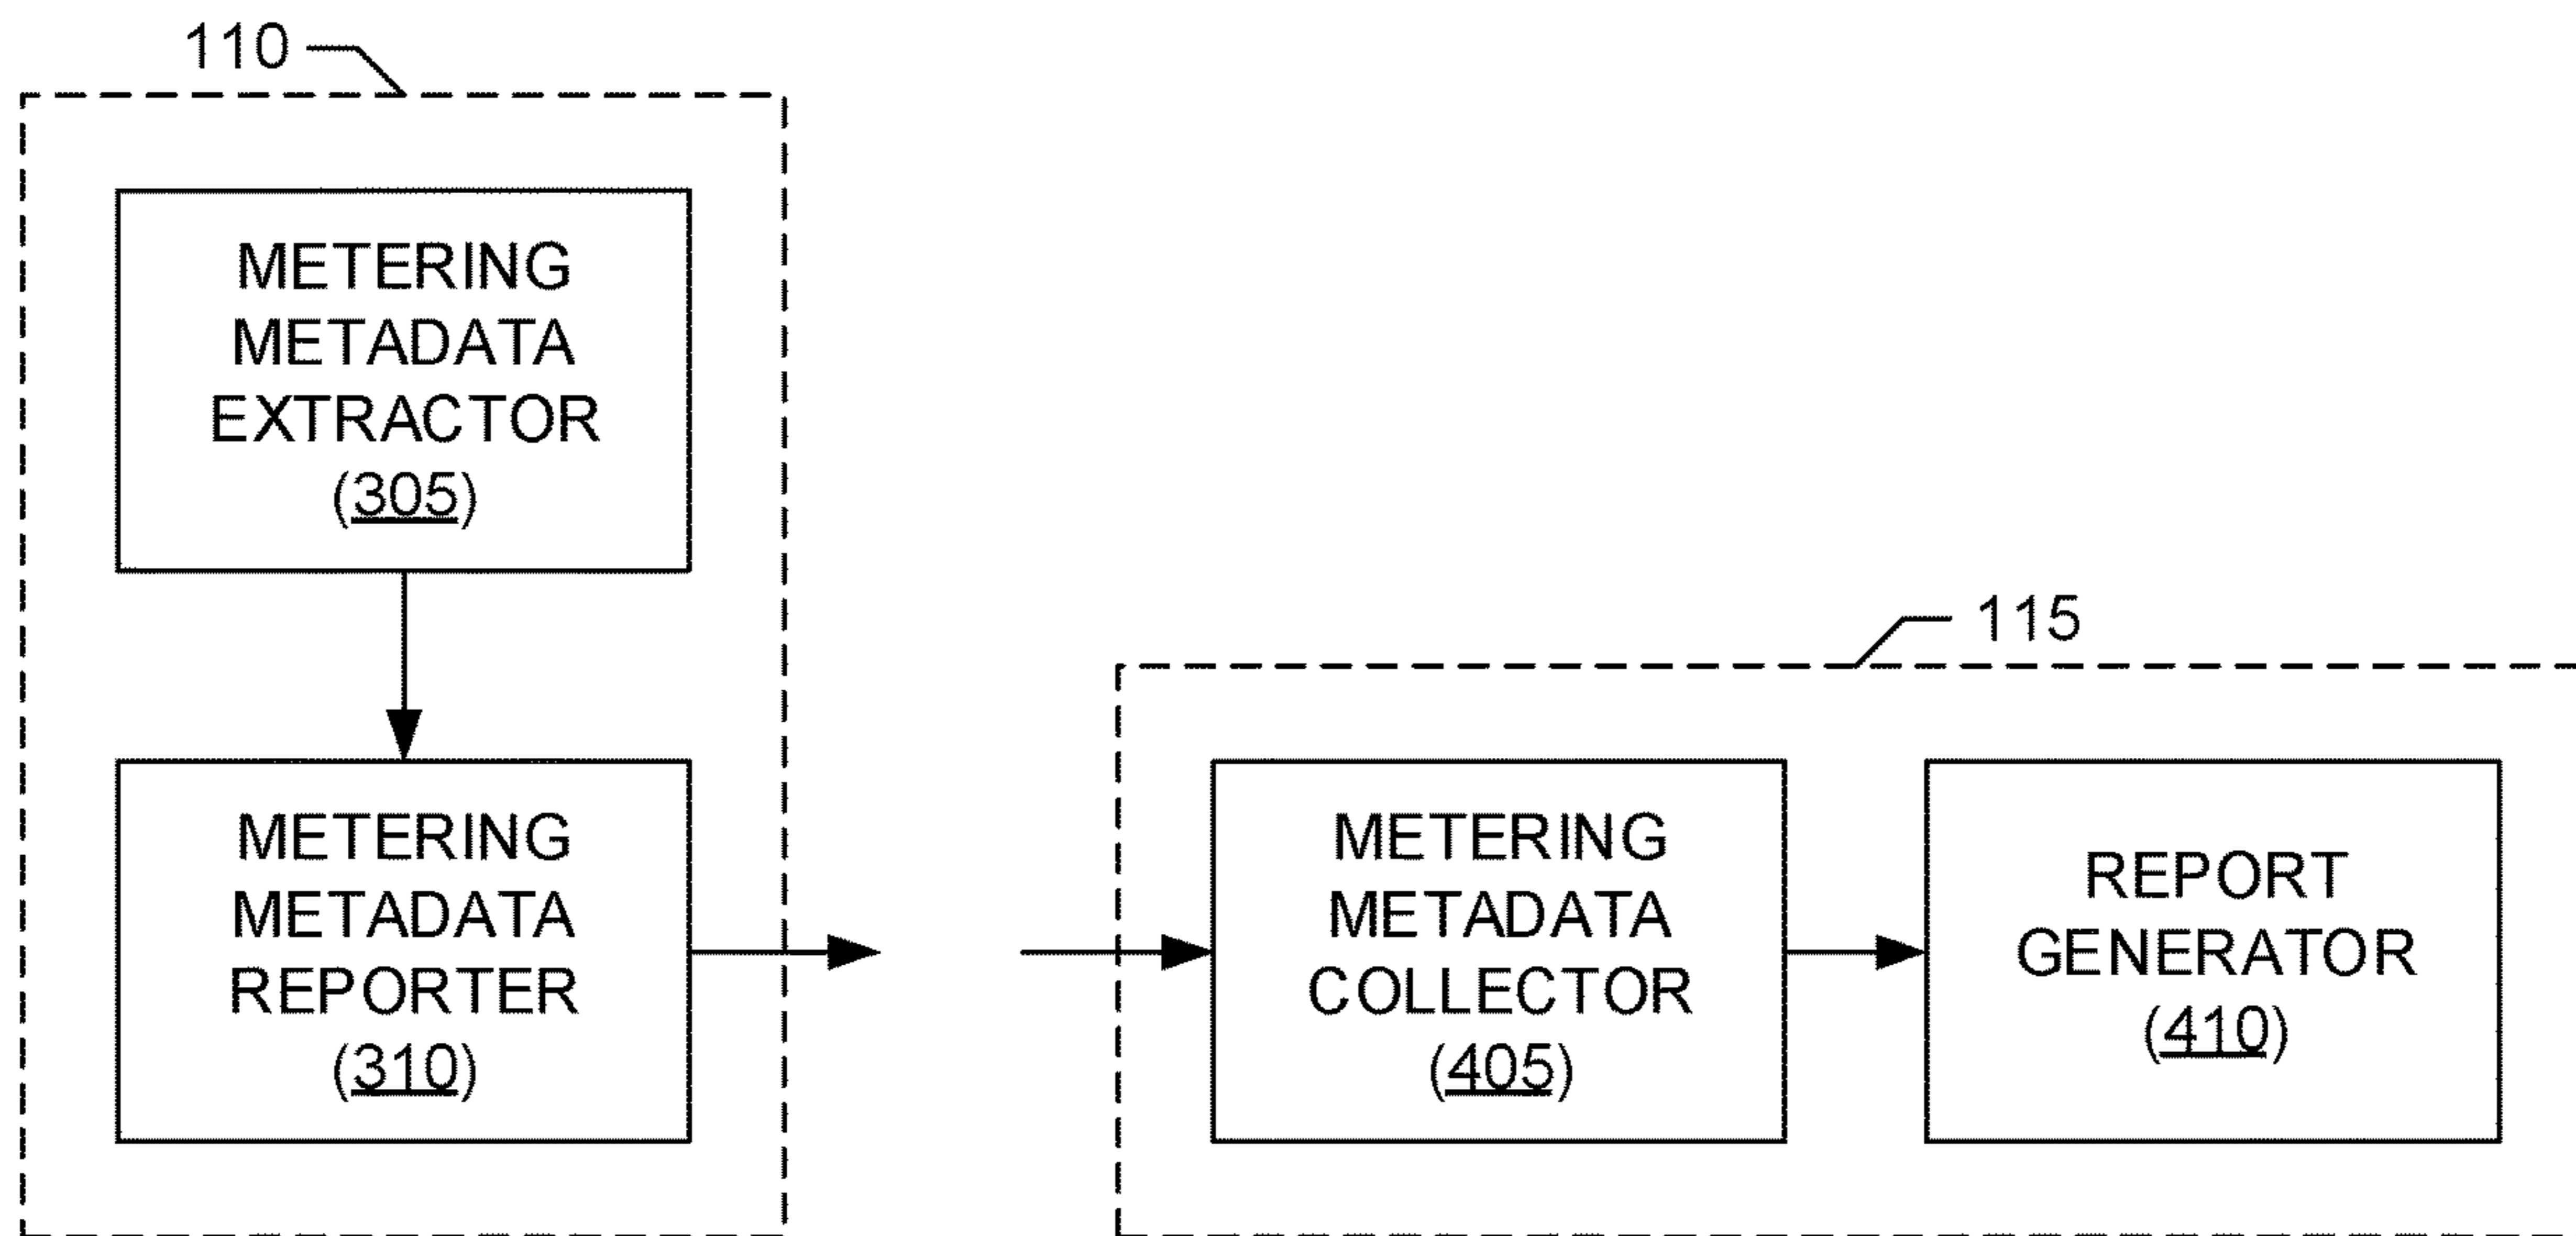 110
METERING
METADATA
EXTRACTOR
(305)
METERING
METADATA
REPORTER
(310)
115
METERING
METADATA
COLLECTOR
(405)
REPORT
GENERATOR
(410)